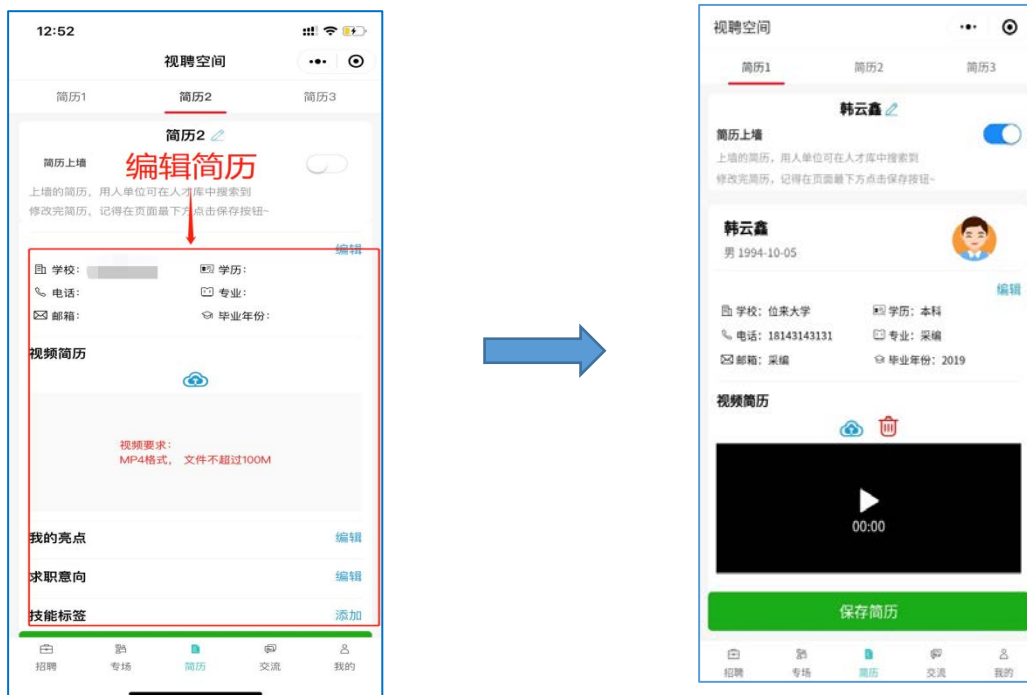 12:52
视聘空间
简历1 简历2 简历3
简历2
简历上墙
编辑简历
上墙的简历，用人单位可在人才库中搜索到
修改完简历，记得在页面最下方点击保存按钮~
编辑
学校： 学历：
电话： 专业：
邮箱： 毕业年份：
视频简历
视频要求：
MP4格式， 文件不超过100M
我的亮点 编辑
求职意向 编辑
技能标签 添加
招聘 专场 简历 交流 我的
视聘空间
简历1 简历2 简历3
韩云鑫
简历上墙
上墙的简历，用人单位可在人才库中搜索到
修改完简历，记得在页面最下方点击保存按钮~
韩云鑫
男 1994-10-05
编辑
学校：位来大学 学历：本科
电话：18143143131 专业：采编
邮箱：采编 毕业年份：2019
视频简历
00:00
保存简历
招聘 专场 简历 交流 我的